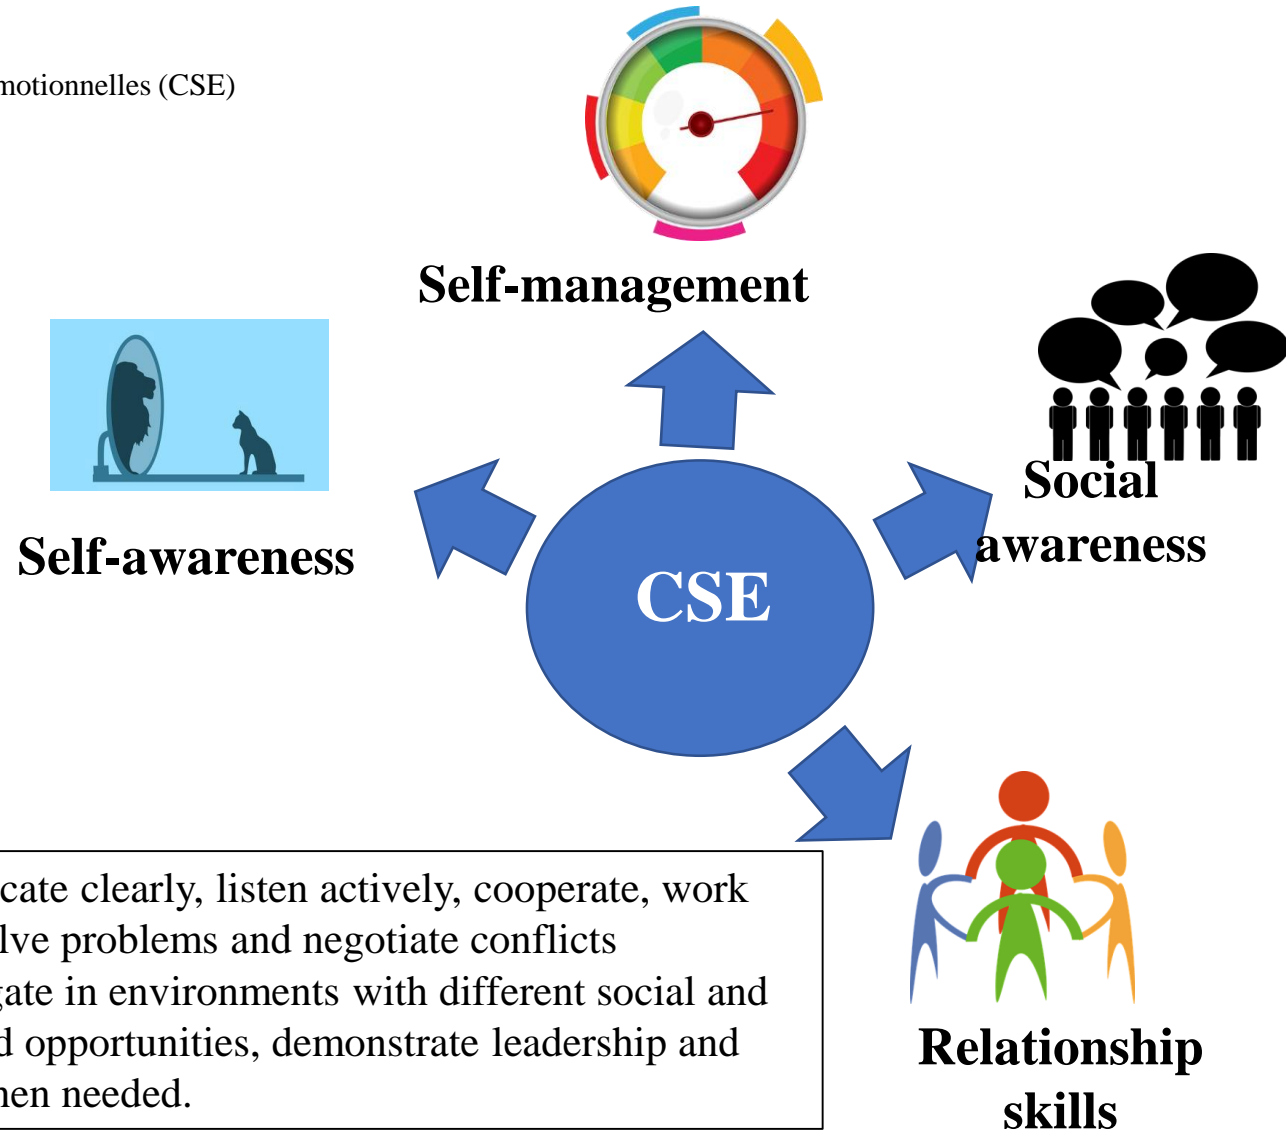 motionnelles (CSE)
Self-management
Self-awareness
Social
awareness
CSE
cate clearly, listen actively, cooperate, work
lve problems and negotiate conflicts
gate in environments with different social and
d opportunities, demonstrate leadership and
hen needed.
Relationship
skills